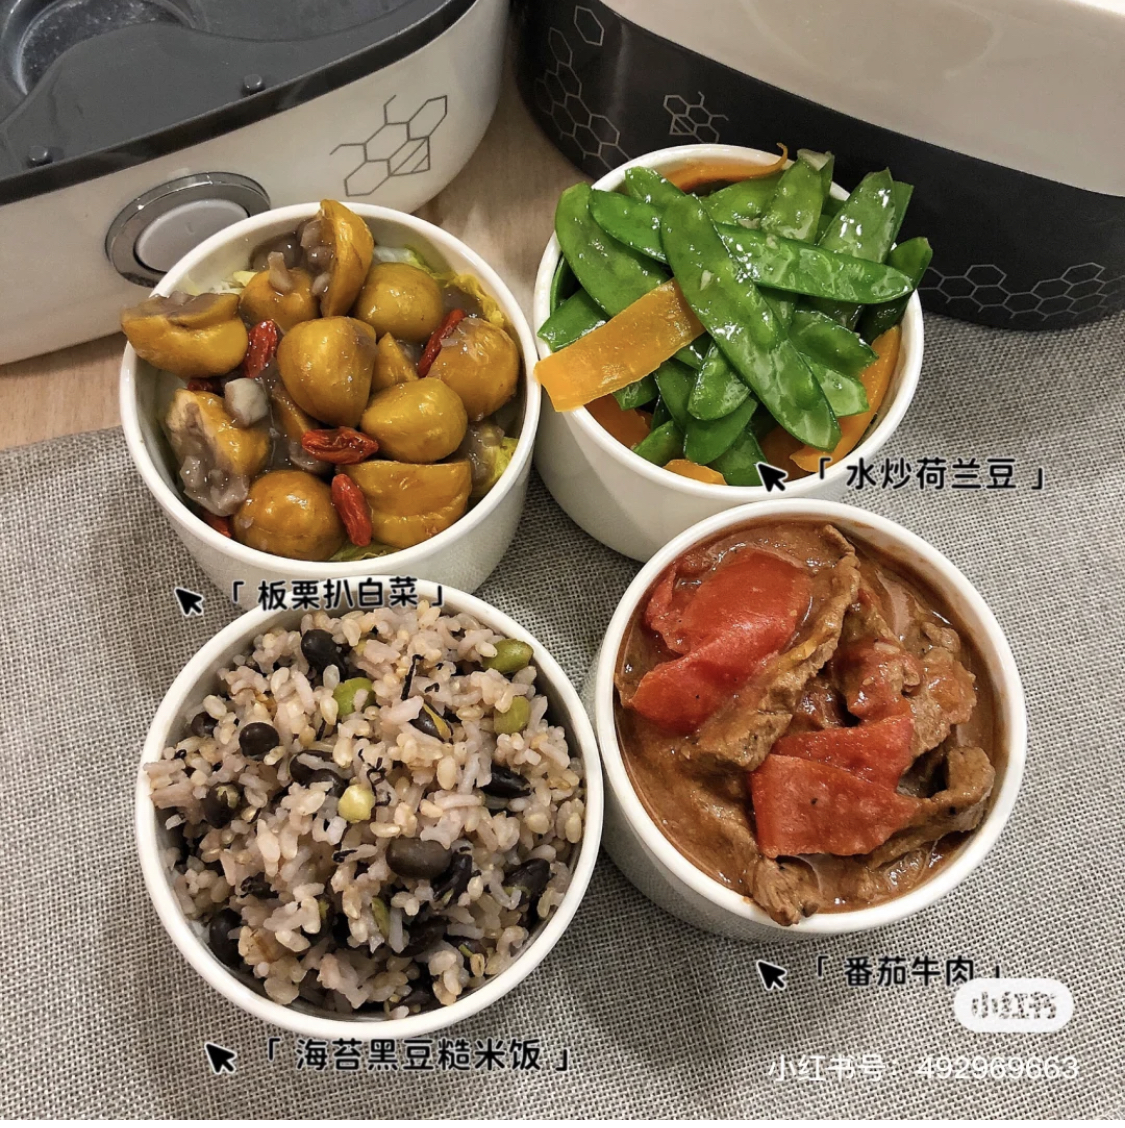 「 水炒荷兰豆 」
「 板栗扒白菜 」
「 番茄牛肉 」
小红书
「 海苔黑豆糙米饭 」
小红书号：492969663